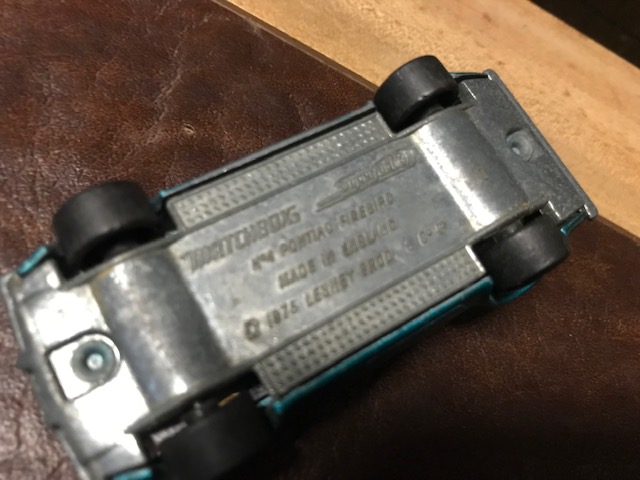 MATCHBOX
Nº4 PONTIAC FIREBIRD
MADE IN ENGLAND
© 1975 LESNEY PROD